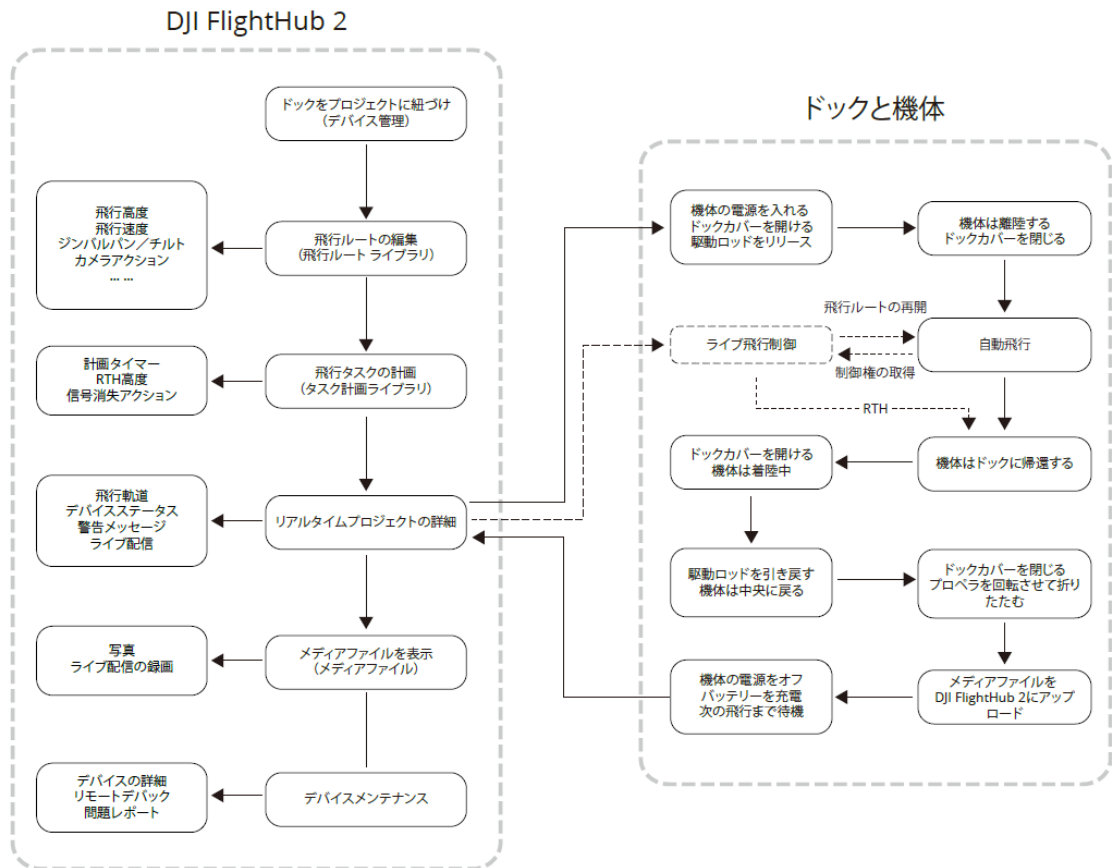 DJI FlightHub 2
ドックをプロジェクトに紐づけ
（デバイス管理）
飛行高度
飛行速度
ジンバルパン／チルト
カメラアクション
... ...
飛行ルートの編集
（飛行ルート ライブラリ）
計画タイマー
RTH高度
信号消失アクション
飛行タスクの計画
（タスク計画ライブラリ）
飛行軌道
デバイスステータス
警告メッセージ
ライブ配信
リアルタイムプロジェクトの詳細
写真
ライブ配信の録画
メディアファイルを表示
（メディアファイル）
デバイスの詳細
リモートデバック
問題レポート
デバイスメンテナンス
ドックと機体
機体の電源を入れる
ドックカバーを開ける
駆動ロッドをリリース
機体は離陸する
ドックカバーを閉じる
飛行ルートの再開
ライブ飛行制御
自動飛行
制御権の取得
RTH
ドックカバーを開ける
機体は着陸中
機体はドックに帰還する
駆動ロッドを引き戻す
機体は中央に戻る
ドックカバーを閉じる
プロペラを回転させて折り
たたむ
機体の電源をオフ
バッテリーを充電
次の飛行まで待機
メディアファイルを
DJI FlightHub 2にアップ
ロード